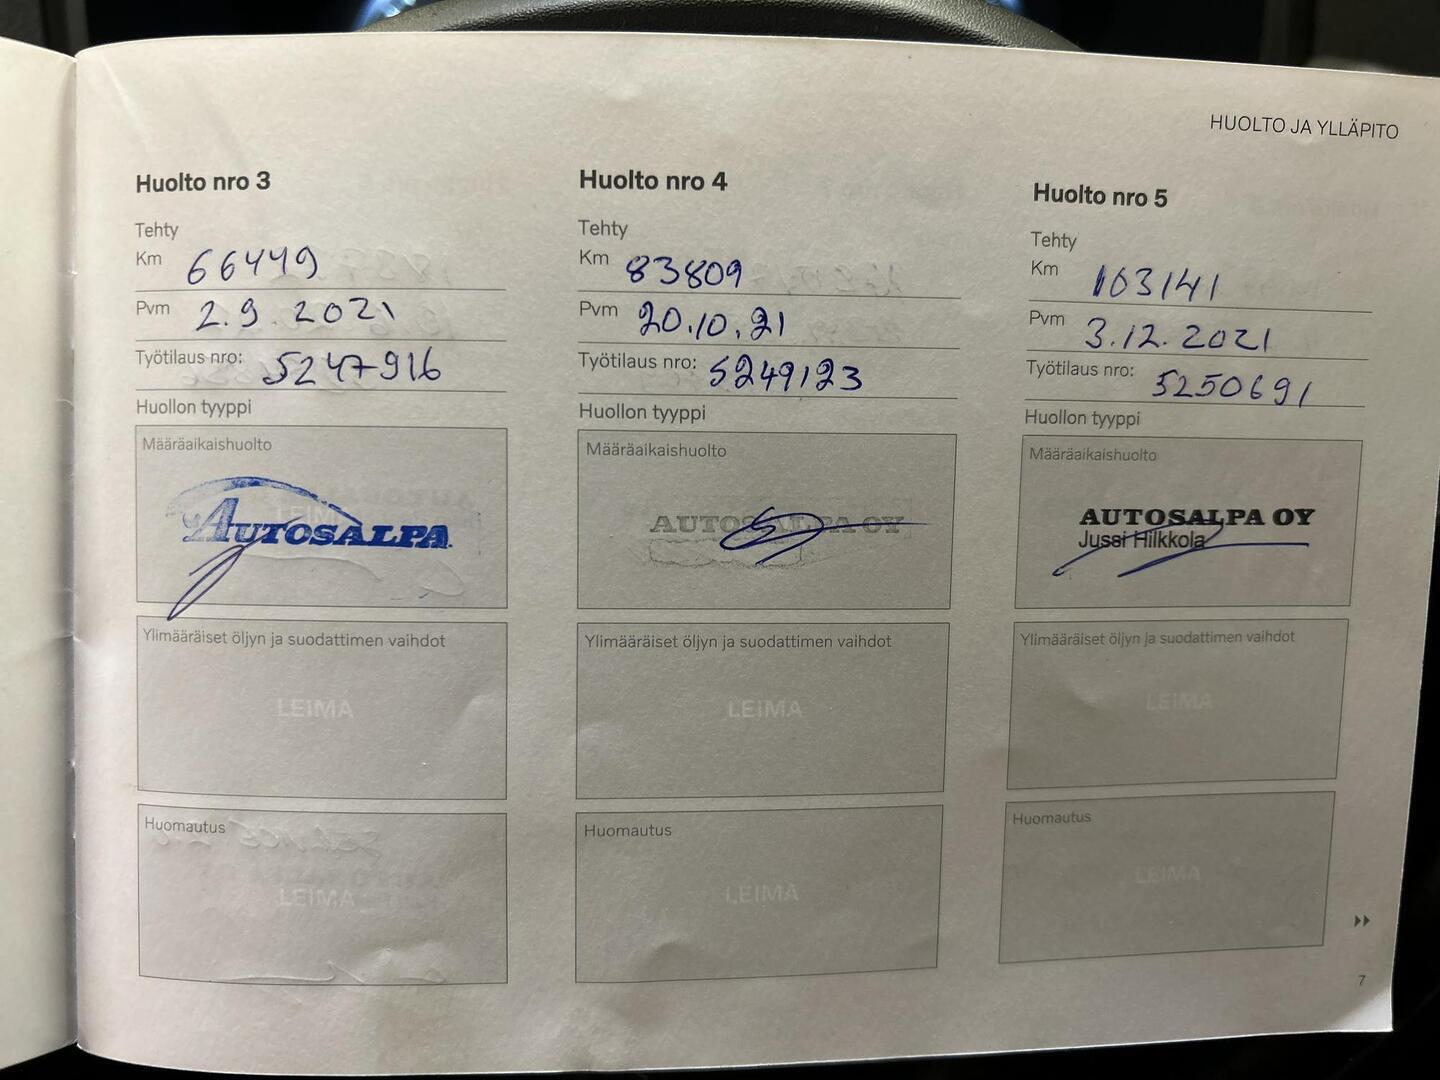 HUOLTO JA YLLÄPITO
Huolto nro 3
Tehty
Km 66449
Pvm 2.9.2021
Työtilaus nro: 5247916
Huollon tyyppi
Määräaikaishuolto
AUTOSALPA
Ylimääräiset öljyn ja suodattimen vaihdot
LEIMA
Huomautus
LEIMA
Huolto nro 4
Tehty
Km 83809
Pvm 20.10.21
Työtilaus nro: 5249123
Huollon tyyppi
Määräaikaishuolto
AUTOSALPA OY
Ylimääräiset öljyn ja suodattimen vaihdot
LEIMA
Huomautus
LEIMA
Huolto nro 5
Tehty
Km 103141
Pvm 3.12.2021
Työtilaus nro: 5250691
Huollon tyyppi
Määräaikaishuolto
AUTOSALPA OY
Jussi Hilkkola
Ylimääräiset öljyn ja suodattimen vaihdot
LEIMA
Huomautus
LEIMA
7